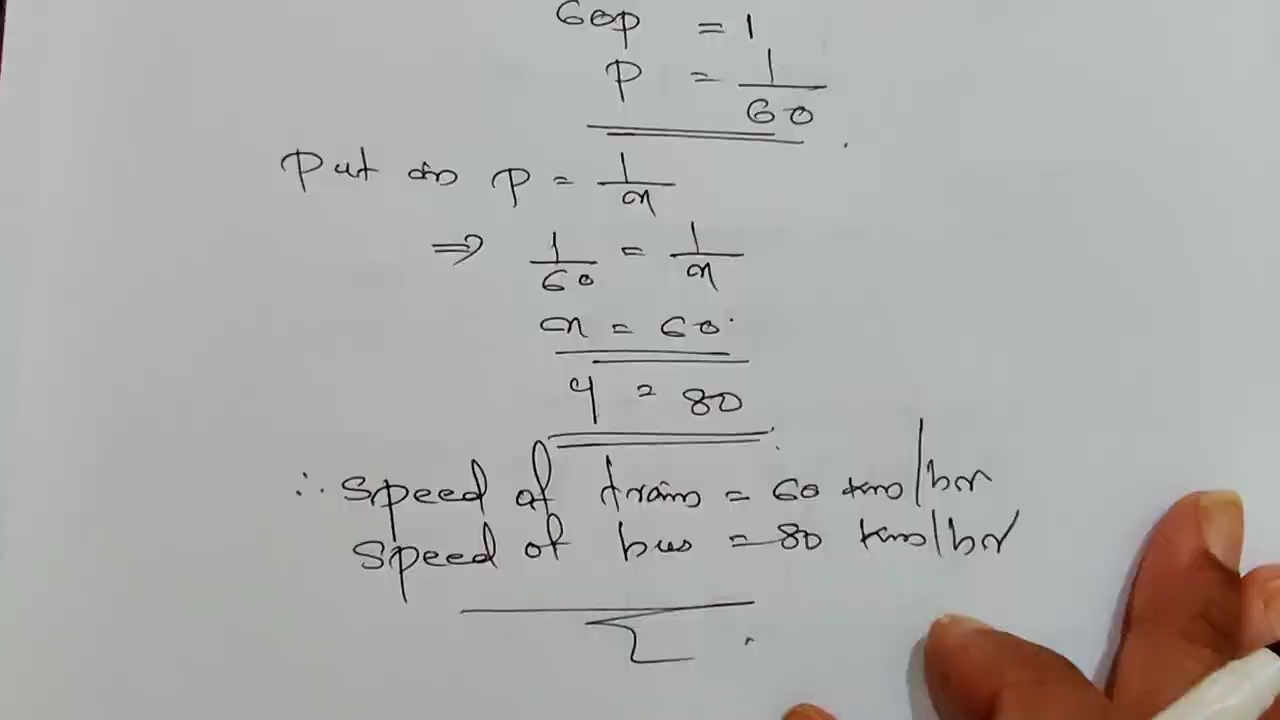 60p = 1
P = 1/60
Put in P = 1/x
⇒ 1/60 = 1/x
x = 60
y = 80
∴ Speed of train = 60 km/hr
Speed of bus = 80 km/hr